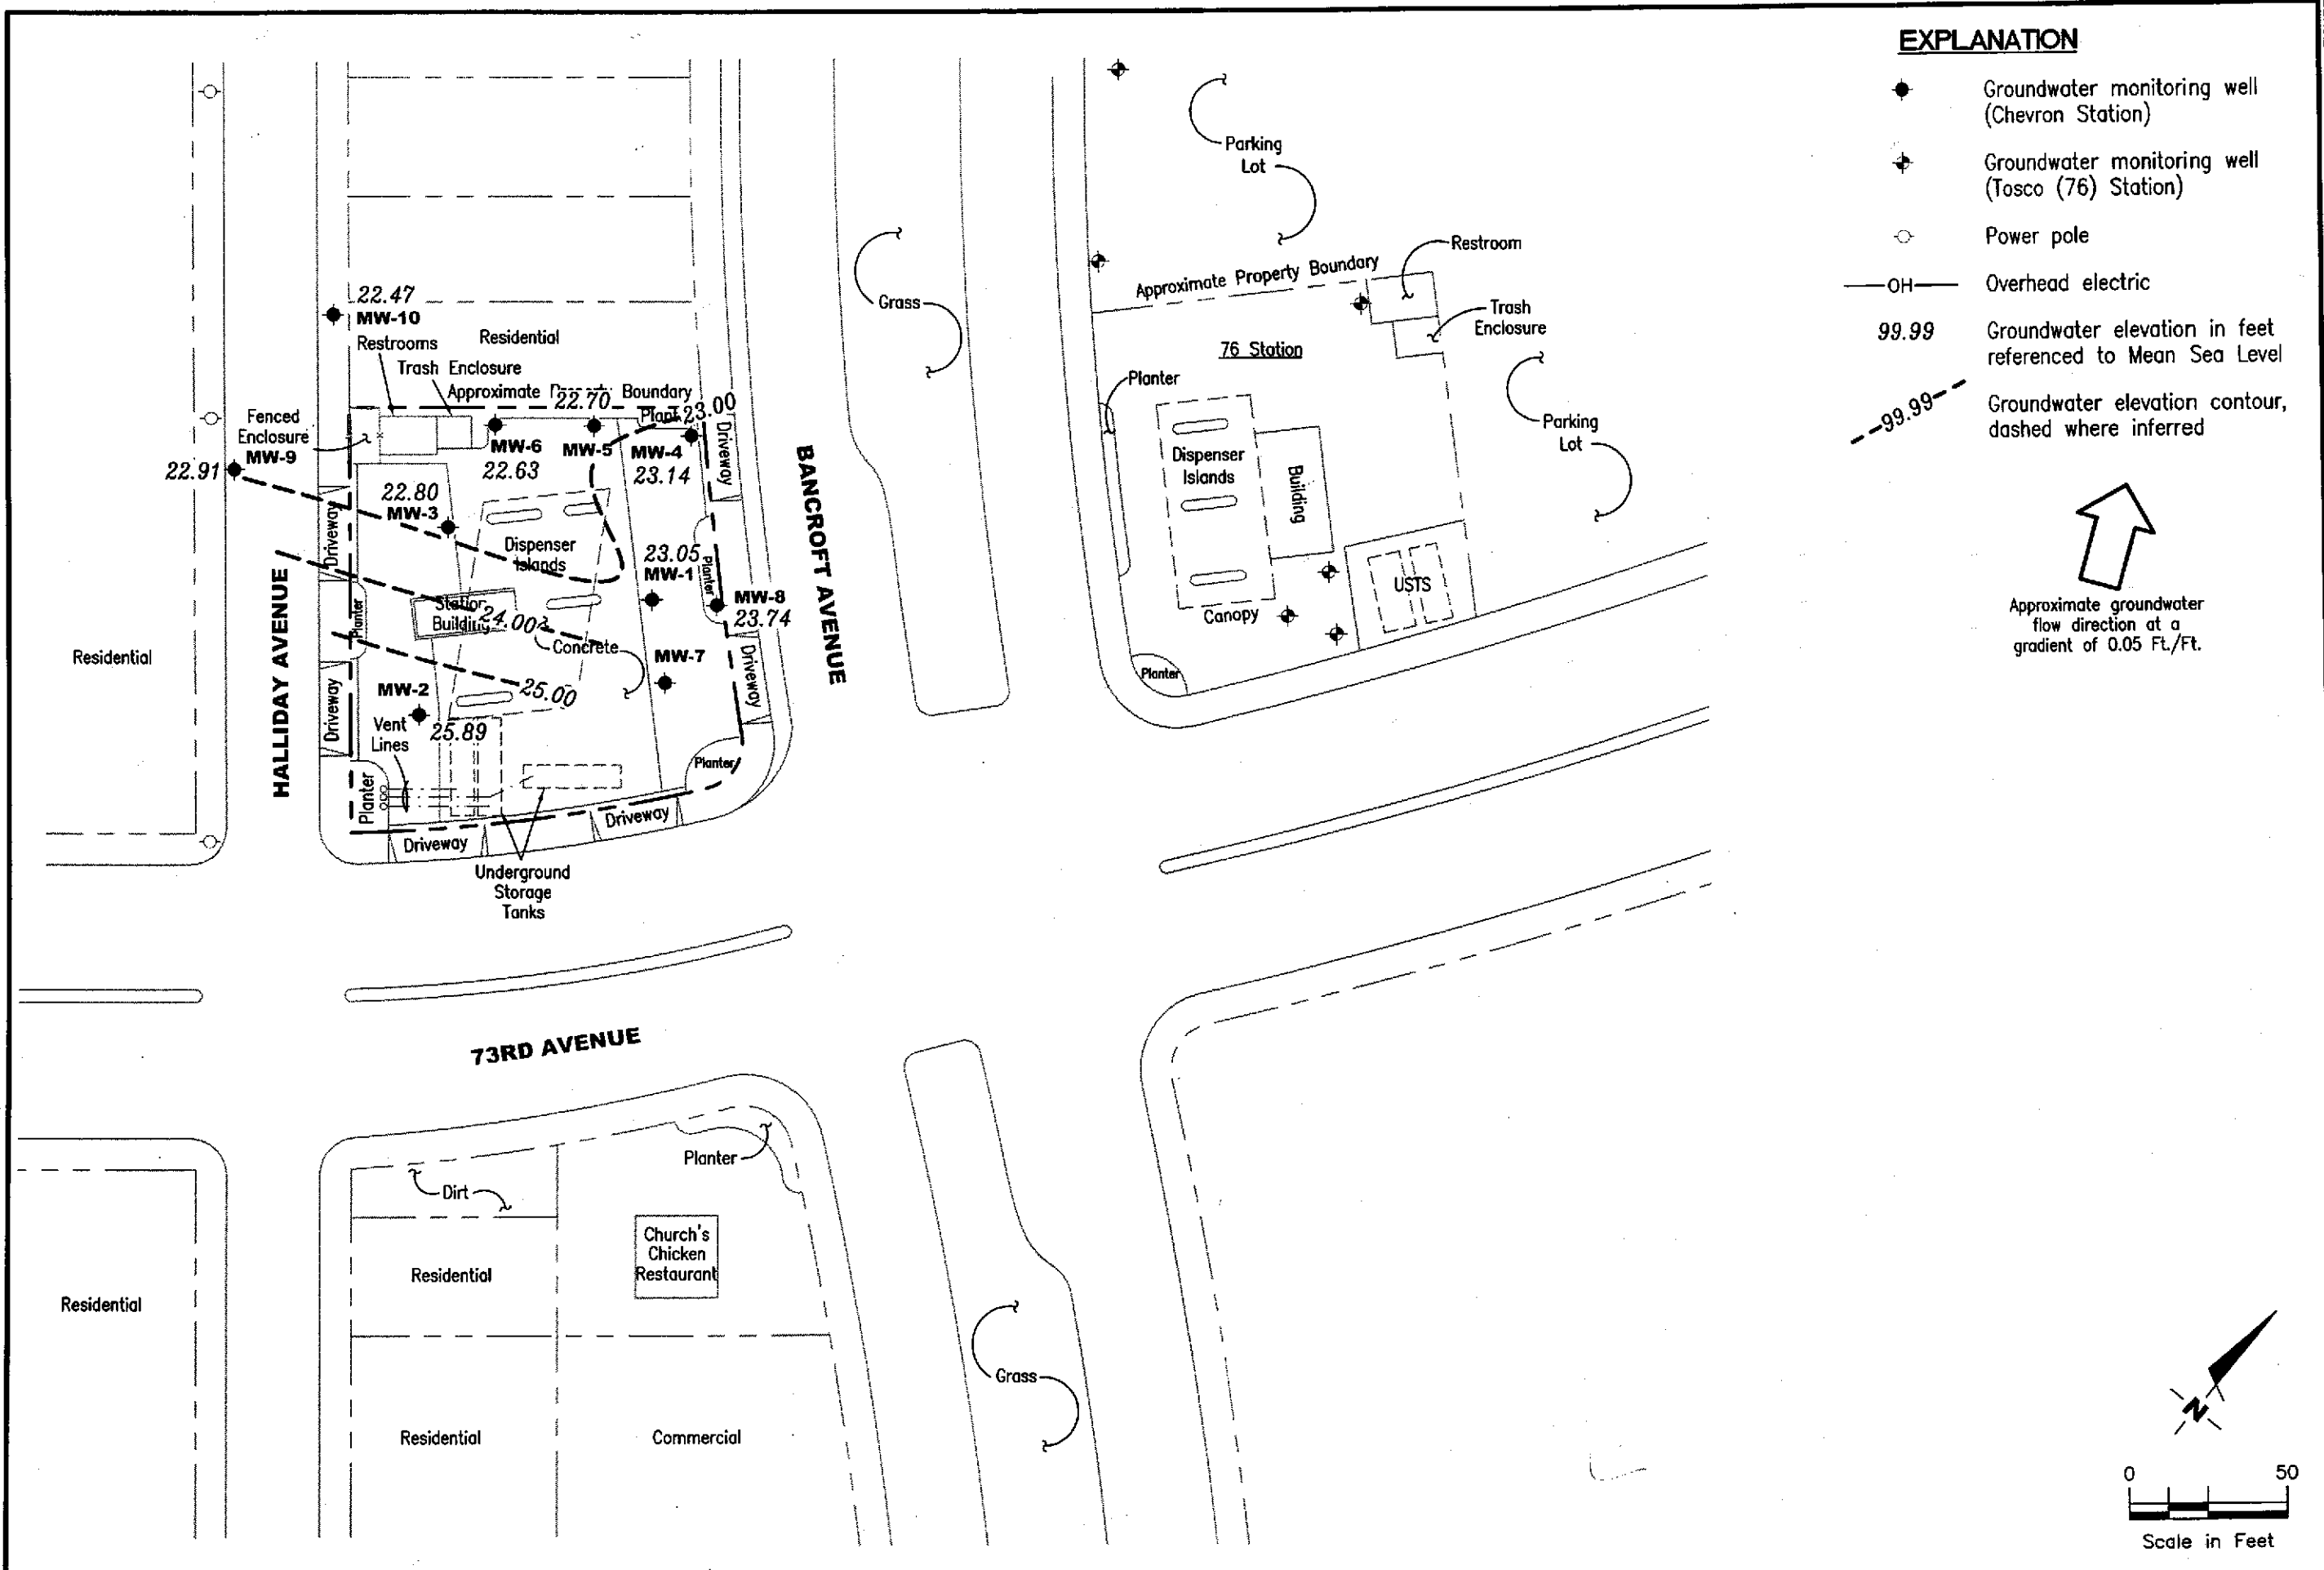 EXPLANATION
Groundwater monitoring well
(Chevron Station)
Groundwater monitoring well
(Tosco (76) Station)
Power pole
OH
Overhead electric
99.99
Groundwater elevation in feet
referenced to Mean Sea Level
99.99
Groundwater elevation contour,
dashed where inferred
Approximate groundwater
flow direction at a
gradient of 0.05 Ft./Ft.
Parking
Lot
Restroom
Approximate Property Boundary
Trash
Enclosure
76 Station
Planter
Parking
Lot
Dispenser
Islands
Building
USTS
Canopy
Planter
Grass
22.47
MW-10
Residential
Restrooms
Trash Enclosure
Approximate Boundary
22.70
23.00
Fenced
Enclosure
MW-9
22.91
MW-6
22.63
MW-5
MW-4
23.14
Driveway
22.80
MW-3
Driveway
Dispenser
Islands
23.05
MW-1
Planter
MW-8
23.74
BANCROFT AVENUE
HALLIDAY AVENUE
Planter
Station
Building
24.00
Concrete
MW-7
Driveway
Residential
Driveway
MW-2
25.00
25.89
Vent
Lines
Planter
Planter
Driveway
Driveway
Underground
Storage
Tanks
73RD AVENUE
Planter
Dirt
Church's
Chicken
Restaurant
Residential
Residential
Grass
Residential
Commercial
N
0 50
Scale in Feet